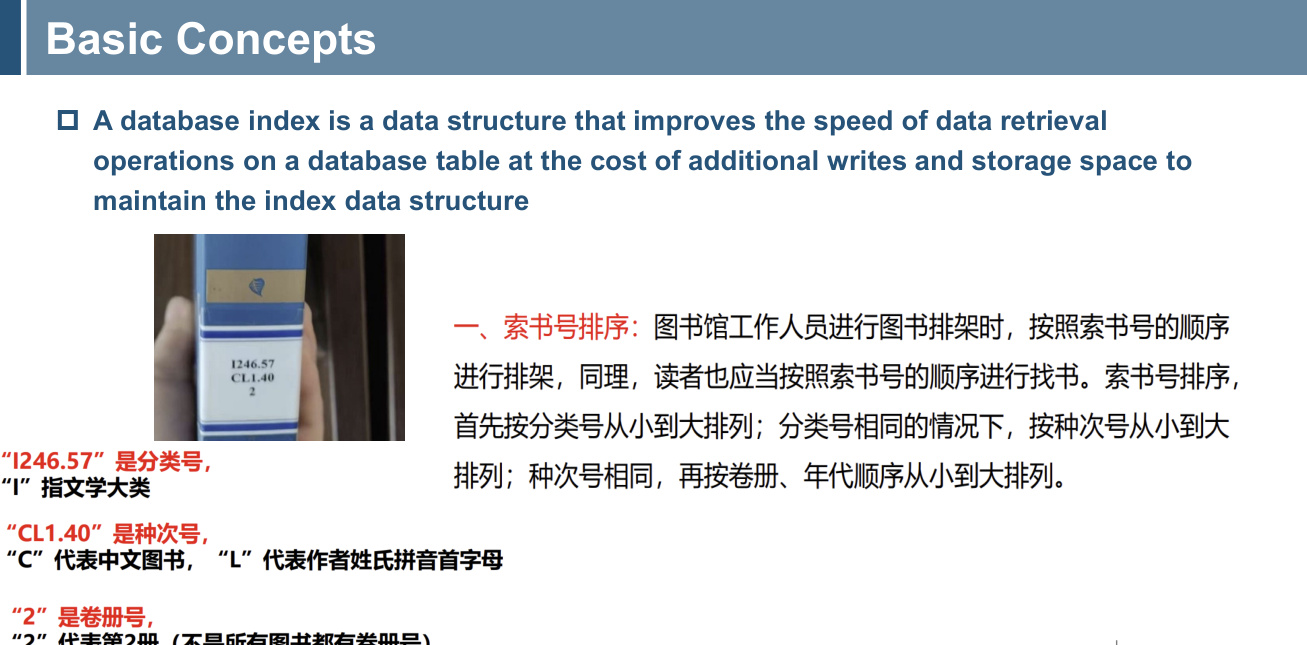 Basic Concepts
A database index is a data structure that improves the speed of data retrieval
operations on a database table at the cost of additional writes and storage space to
maintain the index data structure
I246.57
CL1.40
2
“I246.57”是分类号，
“I”指文学大类
“CL1.40”是种次号，
“C”代表中文图书，“L”代表作者姓氏拼音首字母
“2”是卷册号，
“2”代表第2册（不是所有图书都有卷册号）
一、索书号排序：图书馆工作人员进行图书排架时，按照索书号的顺序
进行排架，同理，读者也应当按照索书号的顺序进行找书。索书号排序，
首先按分类号从小到大排列；分类号相同的情况下，按种次号从小到大
排列；种次号相同，再按卷册、年代顺序从小到大排列。